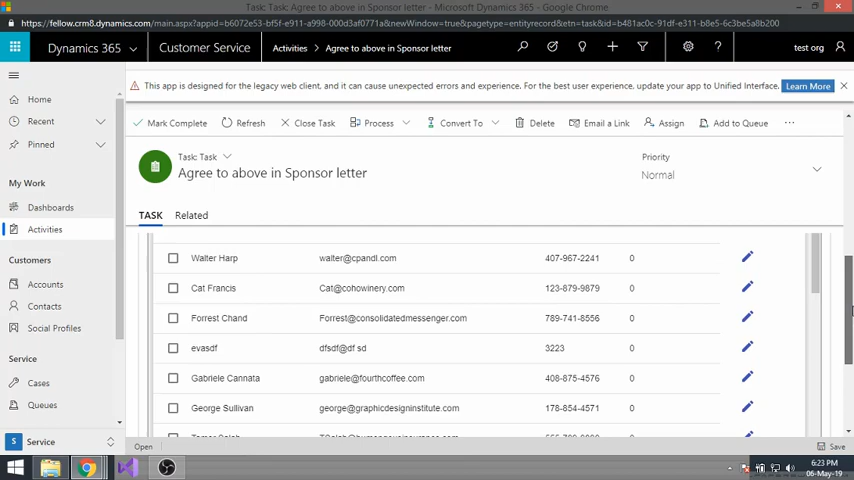 Task: Task: Agree to above in Sponsor letter - Microsoft Dynamics 365 - Google Chrome
https://fellow.crm8.dynamics.com/main.aspx?appid=b6072e53-bf5f-e911-a998-000d3af0771a&newWindow=true&pagetype=entityrecord&etn=task&id=b481ac0c-91df-e311-b8e5-6c3be5a8b200
Dynamics 365
Customer Service
Activities > Agree to above in Sponsor letter
test org
This app is designed for the legacy web client, and it can cause unexpected errors and experience. For the best user experience, update your app to Unified Interface.
Learn More
Home
Recent
Pinned
My Work
Dashboards
Activities
Customers
Accounts
Contacts
Social Profiles
Service
Cases
Queues
S Service
Mark Complete Refresh Close Task Process Convert To Delete Email a Link Assign Add to Queue
Task: Task
Agree to above in Sponsor letter
Priority
Normal
TASK Related
Walter Harp walter@cpandl.com 407-967-2241 0
Cat Francis Cat@cohowinery.com 123-879-9879 0
Forrest Chand Forrest@consolidatedmessenger.com 789-741-8556 0
evasdf dfsdf@df sd 3223 0
Gabriele Cannata gabriele@fourthcoffee.com 408-875-4576 0
George Sullivan george@graphicdesigninstitute.com 178-854-4571 0
Open
Save
6:23 PM
06-May-19